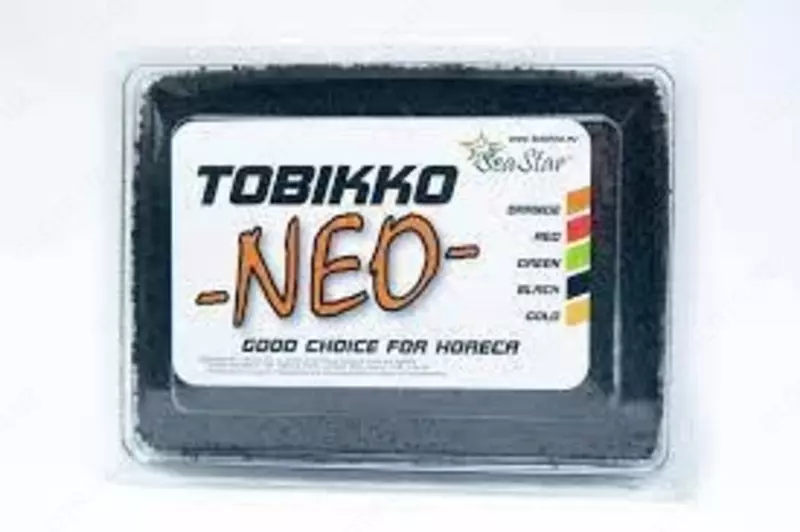 Sea Star
TOBIKKO
-NEO-
ORANGE
RED
GREEN
BLACK
GOLD
GOOD CHOICE FOR HORECA